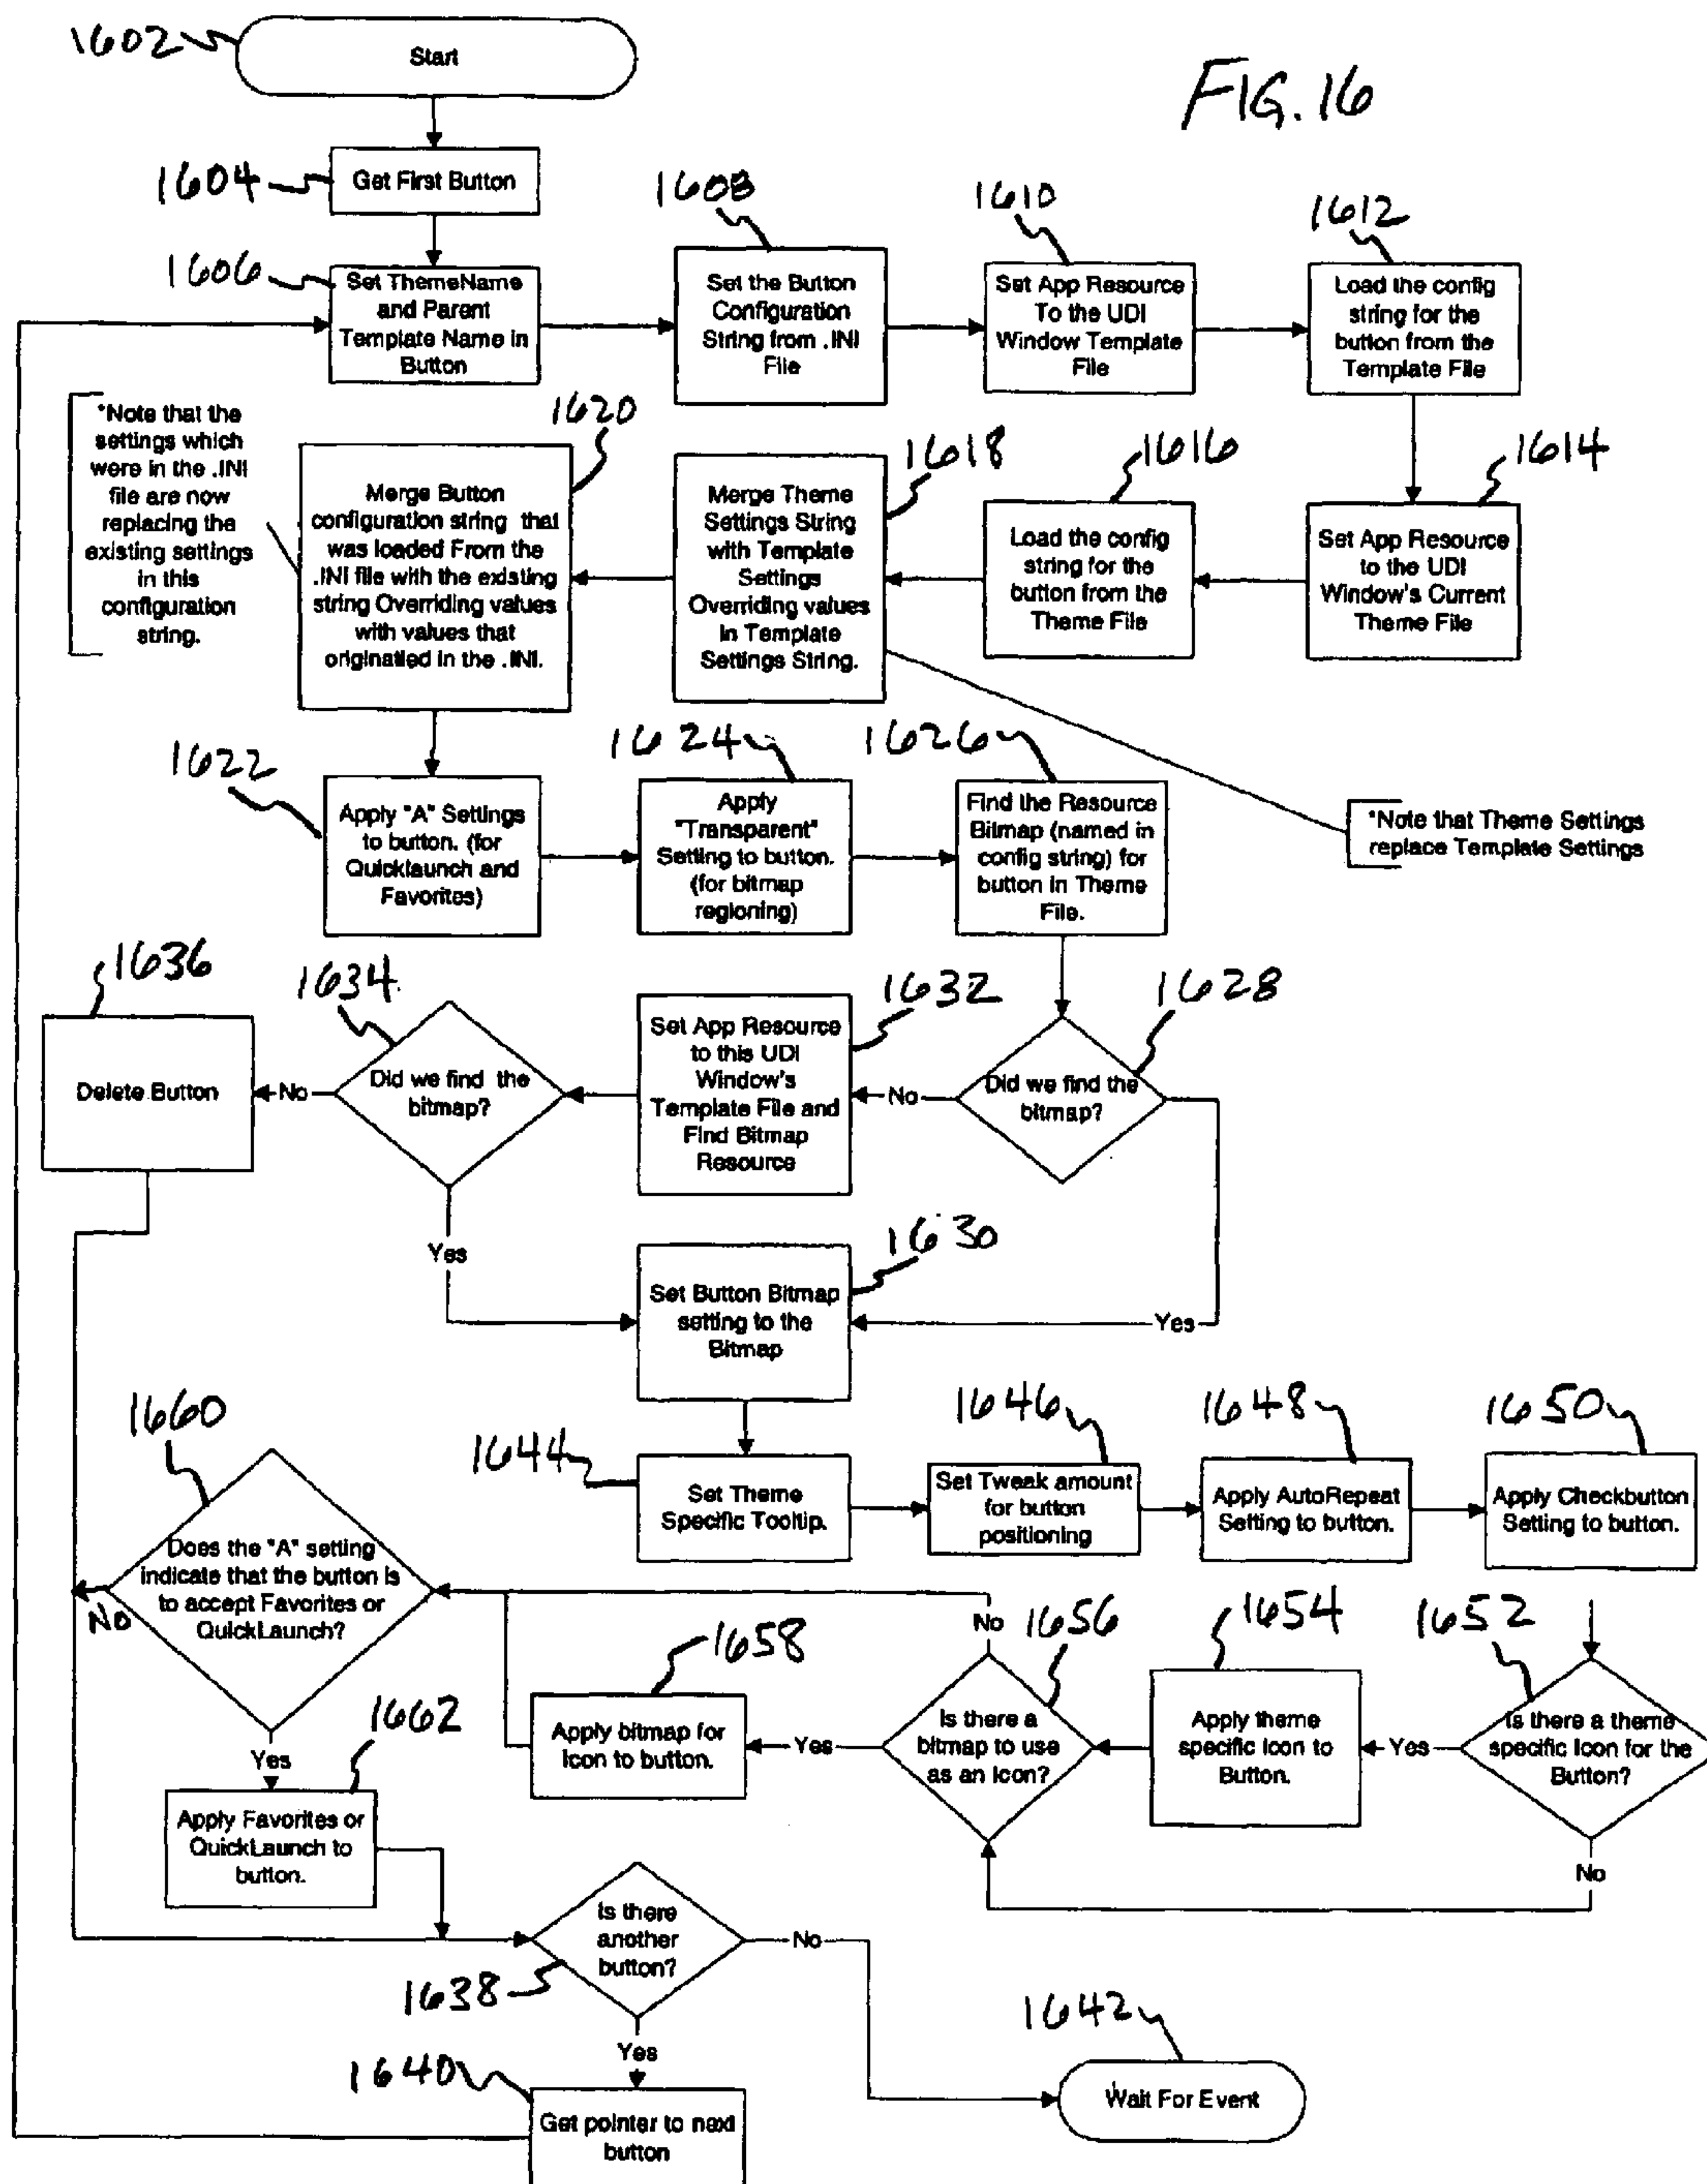 FIG. 16
1602
Start
1604
Get First Button
1606
Set ThemeName
and Parent
Template Name in
Button
1608
Set the Button
Configuration
String from .INI
File
1610
Set App Resource
To the UDI
Window Template
File
1612
Load the config
string for the
button from the
Template File
*Note that the
settings which
were in the .INI
file are now
replacing the
existing settings
in this
configuration
string.
1620
Merge Button
configuration string that
was loaded From the
.INI file with the existing
string Overriding values
with values that
originatied in the .INI.
1618
Merge Theme
Settings String
with Template
Settings
Overriding values
in Template
Settings String.
1616
Load the config
string for the
button from the
Theme File
1614
Set App Resource
to the UDI
Window's Current
Theme File
1622
Apply "A" Settings
to button. (for
Quicklaunch and
Favorites)
1624
Apply
"Transparent"
Setting to button.
(for bitmap
regioning)
1626
Find the Resource
Bitmap (named in
config string) for
button in Theme
File.
*Note that Theme Settings
replace Template Settings
1636
Delete Button
No
1634
Did we find the
bitmap?
1632
Set App Resource
to this UDI
Window's
Template File and
Find Bitmap
Resource
No
1628
Did we find the
bitmap?
Yes
1630
Set Button Bitmap
setting to the
Bitmap
Yes
1660
Does the "A" setting
indicate that the button is
to accept Favorites or
QuickLaunch?
No
Yes
1644
Set Theme
Specific Tooltip.
1646
Set Tweak amount
for button
positioning
1648
Apply AutoRepeat
Setting to button.
1650
Apply Checkbutton
Setting to button.
1658
Apply bitmap for
Icon to button.
Yes
No
1656
Is there a
bitmap to use
as an Icon?
1654
Apply theme
specific Icon to
Button.
Yes
1652
Is there a theme
specific Icon for the
Button?
No
1662
Apply Favorites or
QuickLaunch to
button.
Is there
another
button?
1638
No
Yes
1640
Get pointer to next
button
1642
Wait For Event